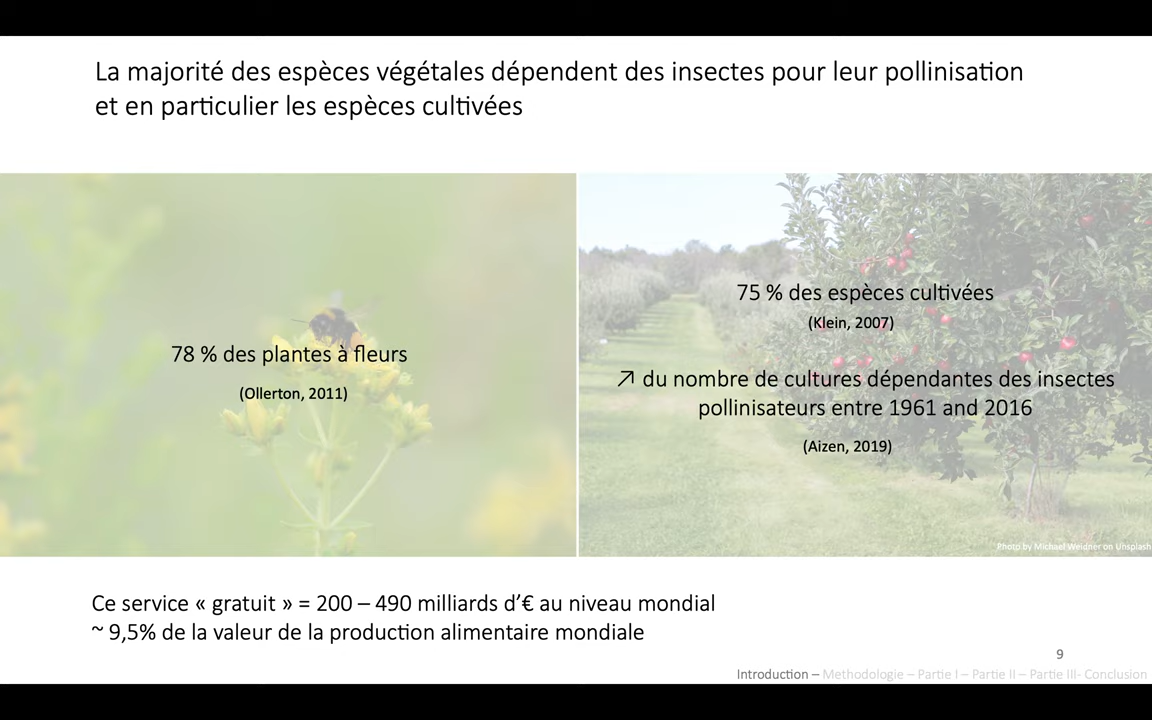 La majorité des espèces végétales dépendent des insectes pour leur pollinisation
et en particulier les espèces cultivées
78 % des plantes à fleurs
(Ollerton, 2011)
75 % des espèces cultivées
(Klein, 2007)
↗ du nombre de cultures dépendantes des insectes
pollinisateurs entre 1961 and 2016
(Aizen, 2019)
Photo by Michael Weidner on Unsplash
Ce service « gratuit » = 200 – 490 milliards d’€ au niveau mondial
~ 9,5% de la valeur de la production alimentaire mondiale
9
Introduction – Methodologie – Partie I – Partie II – Partie III- Conclusion